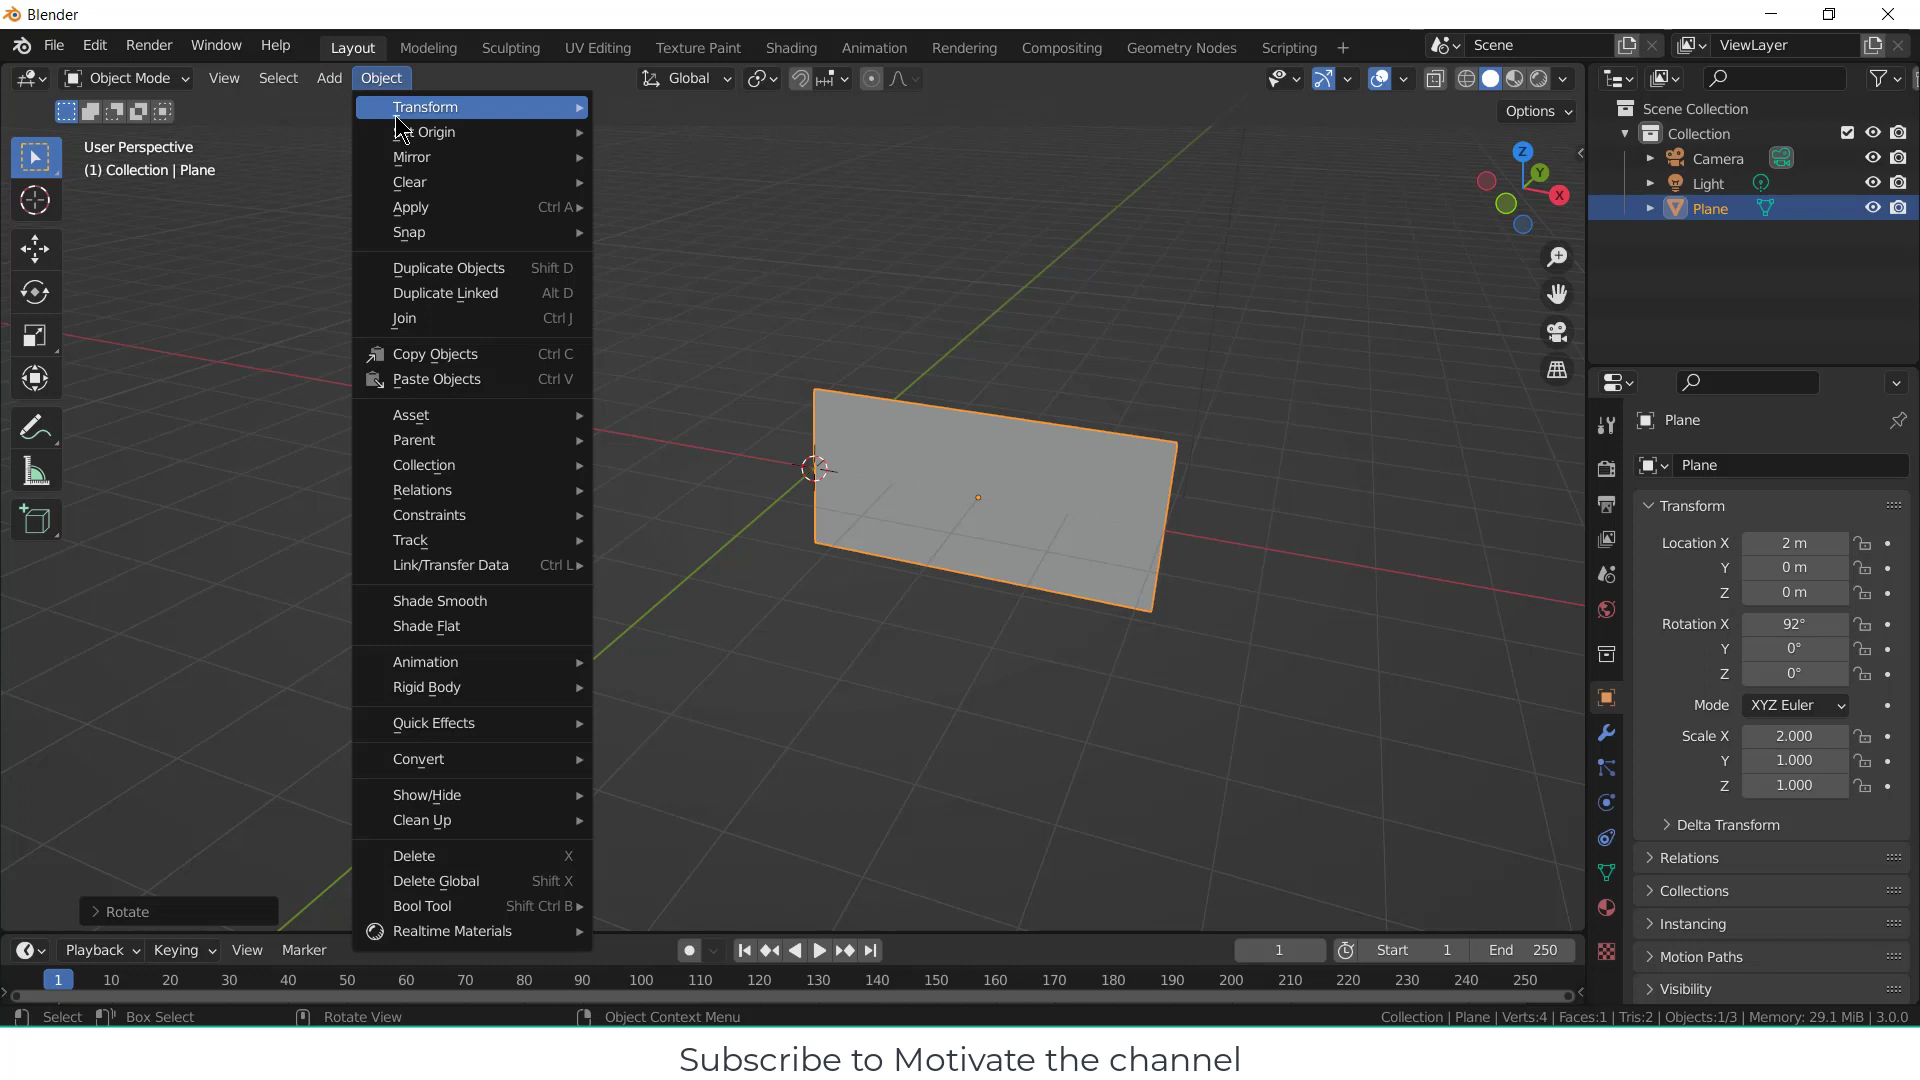 Blender
File Edit Render Window Help Layout Modeling Sculpting UV Editing Texture Paint Shading Animation Rendering Compositing Geometry Nodes Scripting + Scene ViewLayer
Object Mode View Select Add Object Global
Options
User Perspective
(1) Collection | Plane
Transform
Origin
Mirror
Clear
Apply Ctrl A
Snap
Duplicate Objects Shift D
Duplicate Linked Alt D
Join Ctrl J
Copy Objects Ctrl C
Paste Objects Ctrl V
Asset
Parent
Collection
Relations
Constraints
Track
Link/Transfer Data Ctrl L
Shade Smooth
Shade Flat
Animation
Rigid Body
Quick Effects
Convert
Show/Hide
Clean Up
Delete X
Delete Global Shift X
Bool Tool Shift Ctrl B
Realtime Materials
Z
Y
X
Rotate
Scene Collection
Collection
Camera
Light
Plane
Plane
Plane
Transform
Location X 2 m
Y 0 m
Z 0 m
Rotation X 92°
Y 0°
Z 0°
Mode XYZ Euler
Scale X 2.000
Y 1.000
Z 1.000
Delta Transform
Relations
Collections
Instancing
Motion Paths
Visibility
Playback Keying View Marker 1 Start 1 End 250
1 10 20 30 40 50 60 70 80 90 100 110 120 130 140 150 160 170 180 190 200 210 220 230 240 250
Select Box Select Rotate View Object Context Menu Collection | Plane | Verts:4 | Faces:1 | Tris:2 | Objects:1/3 | Memory: 29.1 MiB | 3.0.0
Subscribe to Motivate the channel